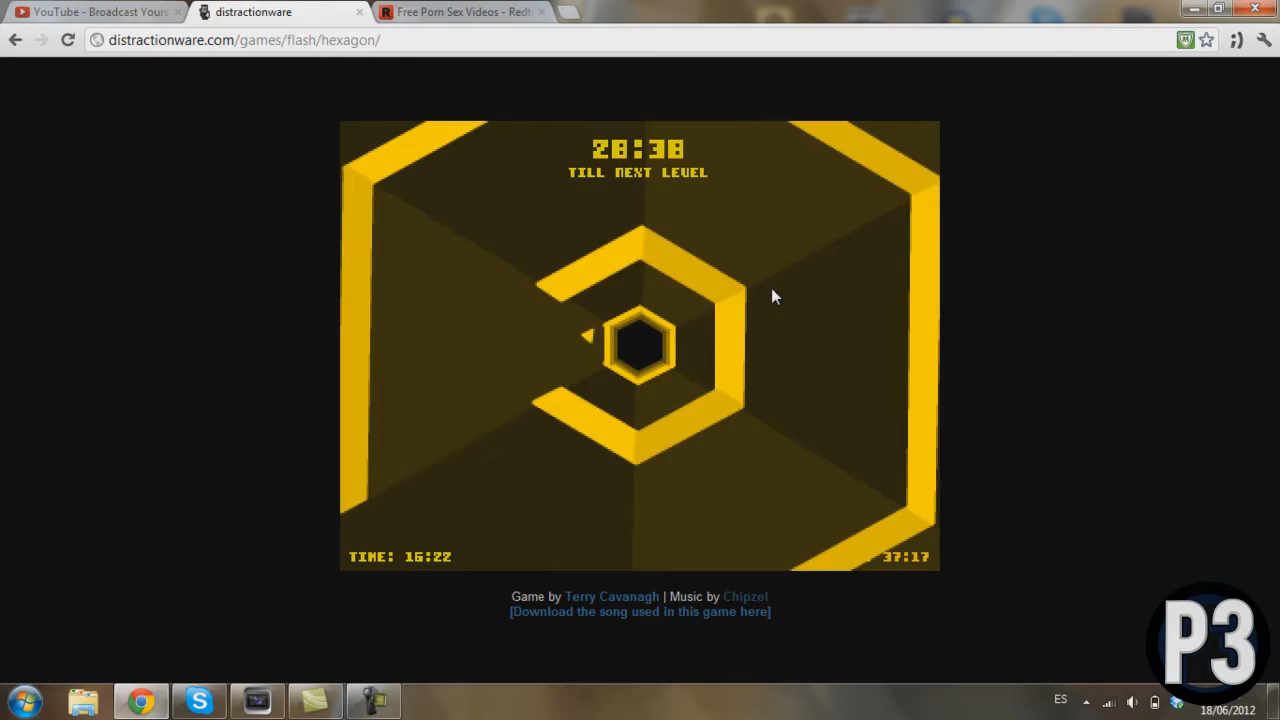 YouTube - Broadcast Yours
distractionware
Free Porn Sex Videos - Redt
distractionware.com/games/flash/hexagon/
28:38
TILL NEXT LEVEL
TIME: 16:22
37:17
Game by Terry Cavanagh | Music by Chipzel
[Download the song used in this game here]
P3
ES
18/06/2012